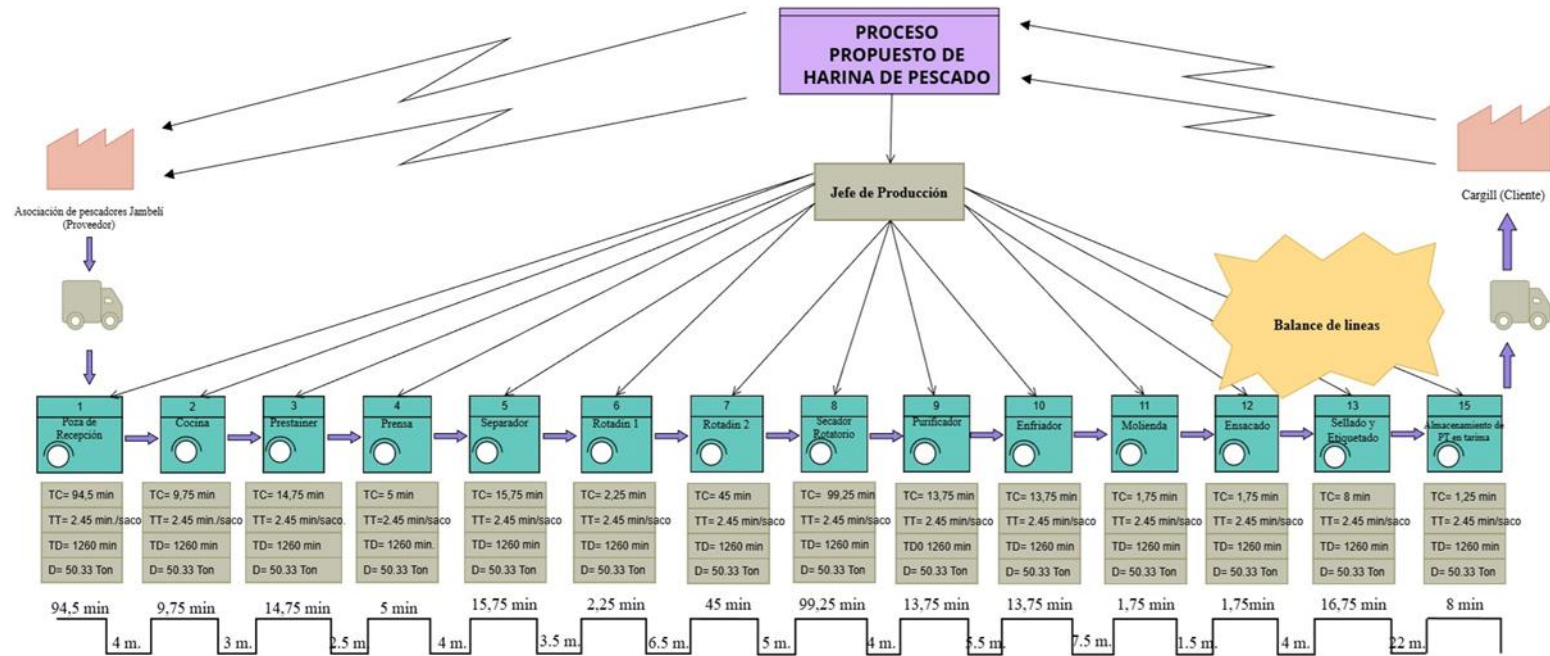 PROCESO
PROPUESTO DE
HARINA DE PESCADO
Asociación de pescadores Jambelí
(Proveedor)
Jefe de Producción
Cargill (Cliente)
Balance de líneas
1
Poza de
Recepción
2
Cocina
3
Prestainer
4
Prensa
5
Separador
6
Rotadin 1
7
Rotadin 2
8
Secador
Rotatorio
9
Purificador
10
Enfriador
11
Molienda
12
Ensacado
13
Sellado y
Etiquetado
15
Almacenamiento de
PT en tarima
TC= 94,5 min
TT= 2.45 min./saco
TD= 1260 min
D= 50.33 Ton
TC= 9,75 min
TT= 2.45 min./saco
TD= 1260 min
D= 50.33 Ton
TC= 14,75 min
TT= 2.45 min/saco.
TD= 1260 min
D= 50.33 Ton
TC= 5 min
TT=2.45 min/saco
TD= 1260 min.
D= 50.33 Ton
TC= 15,75 min
TT= 2.45 min/saco
TD= 1260 min
D= 50.33 Ton
TC= 2,25 min
TT= 2.45 min/saco
TD= 1260 min
D= 50.33 Ton
TC= 45 min
TT= 2.45 min/saco
TD= 1260 min
D= 50.33 Ton
TC= 99,25 min
TT= 2.45 min/saco
TD= 1260 min
D= 50.33 Ton
TC= 13,75 min
TT= 2.45 min/saco
TD0 1260 min
D= 50.33 Ton
TC= 13,75 min
TT= 2.45 min/saco
TD= 1260 min
D= 50.33 Ton
TC= 1,75 min
TT= 2.45 min/saco
TD= 1260 min
D= 50.33 Ton
TC= 1,75 min
TT= 2.45 min/saco
TD= 1260 min
D= 50.33 Ton
TC= 8 min
TT= 2.45 min/saco
TD= 1260 min
D= 50.33 Ton
TC= 1,25 min
TT= 2.45 min/saco
TD= 1260 min
D= 50.33 Ton
94,5 min 9,75 min 14,75 min 5 min 15,75 min 2,25 min 45 min 99,25 min 13,75 min 13,75 min 1,75 min 1,75min 16,75 min 8 min
4 m. 3 m. 2.5 m. 4 m. 3.5 m. 6.5 m. 5 m. 4 m. 5.5 m. 7.5 m. 1.5 m. 4 m. 22 m.